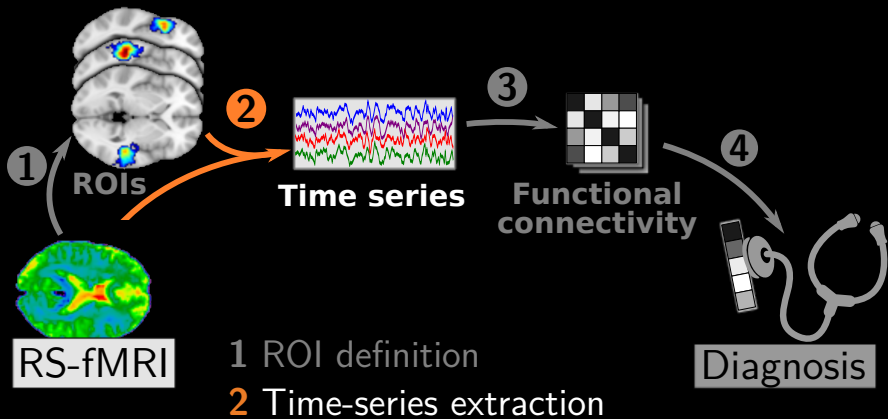 1
ROIs
2
Time series
3
Functional
connectivity
4
RS-fMRI
Diagnosis
1 ROI definition
2 Time-series extraction